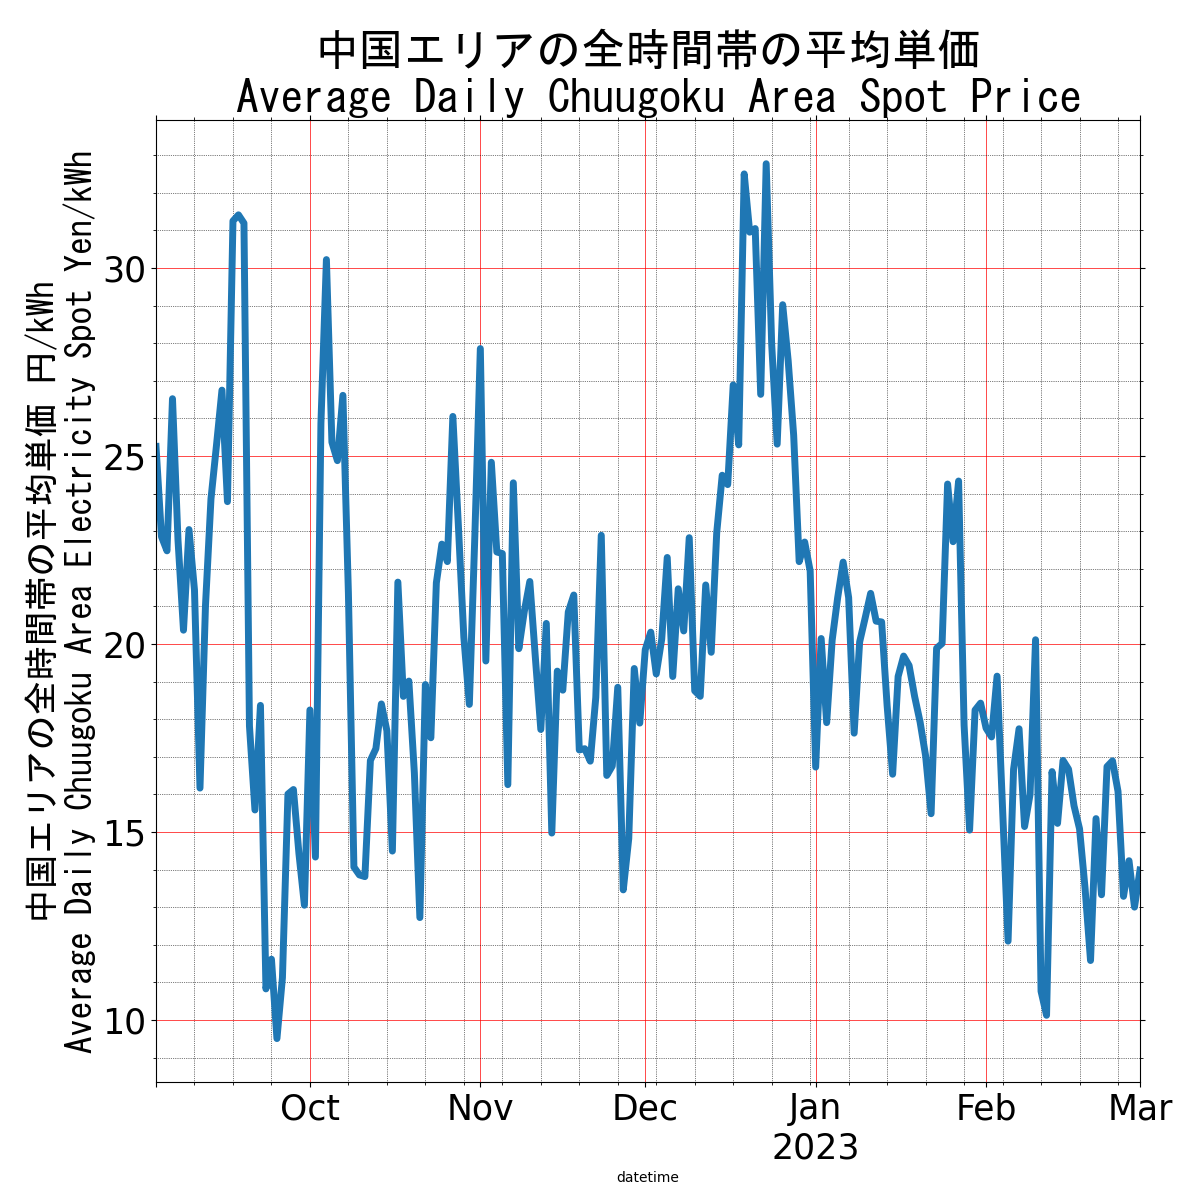 中国エリアの全時間帯の平均単価
Average Daily Chuugoku Area Spot Price
中国エリアの全時間帯の平均単価 円/kWh
Average Daily Chuugoku Area Electricity Spot Yen/kWh
30
25
20
15
10
Oct Nov Dec Jan Feb Mar
2023
datetime